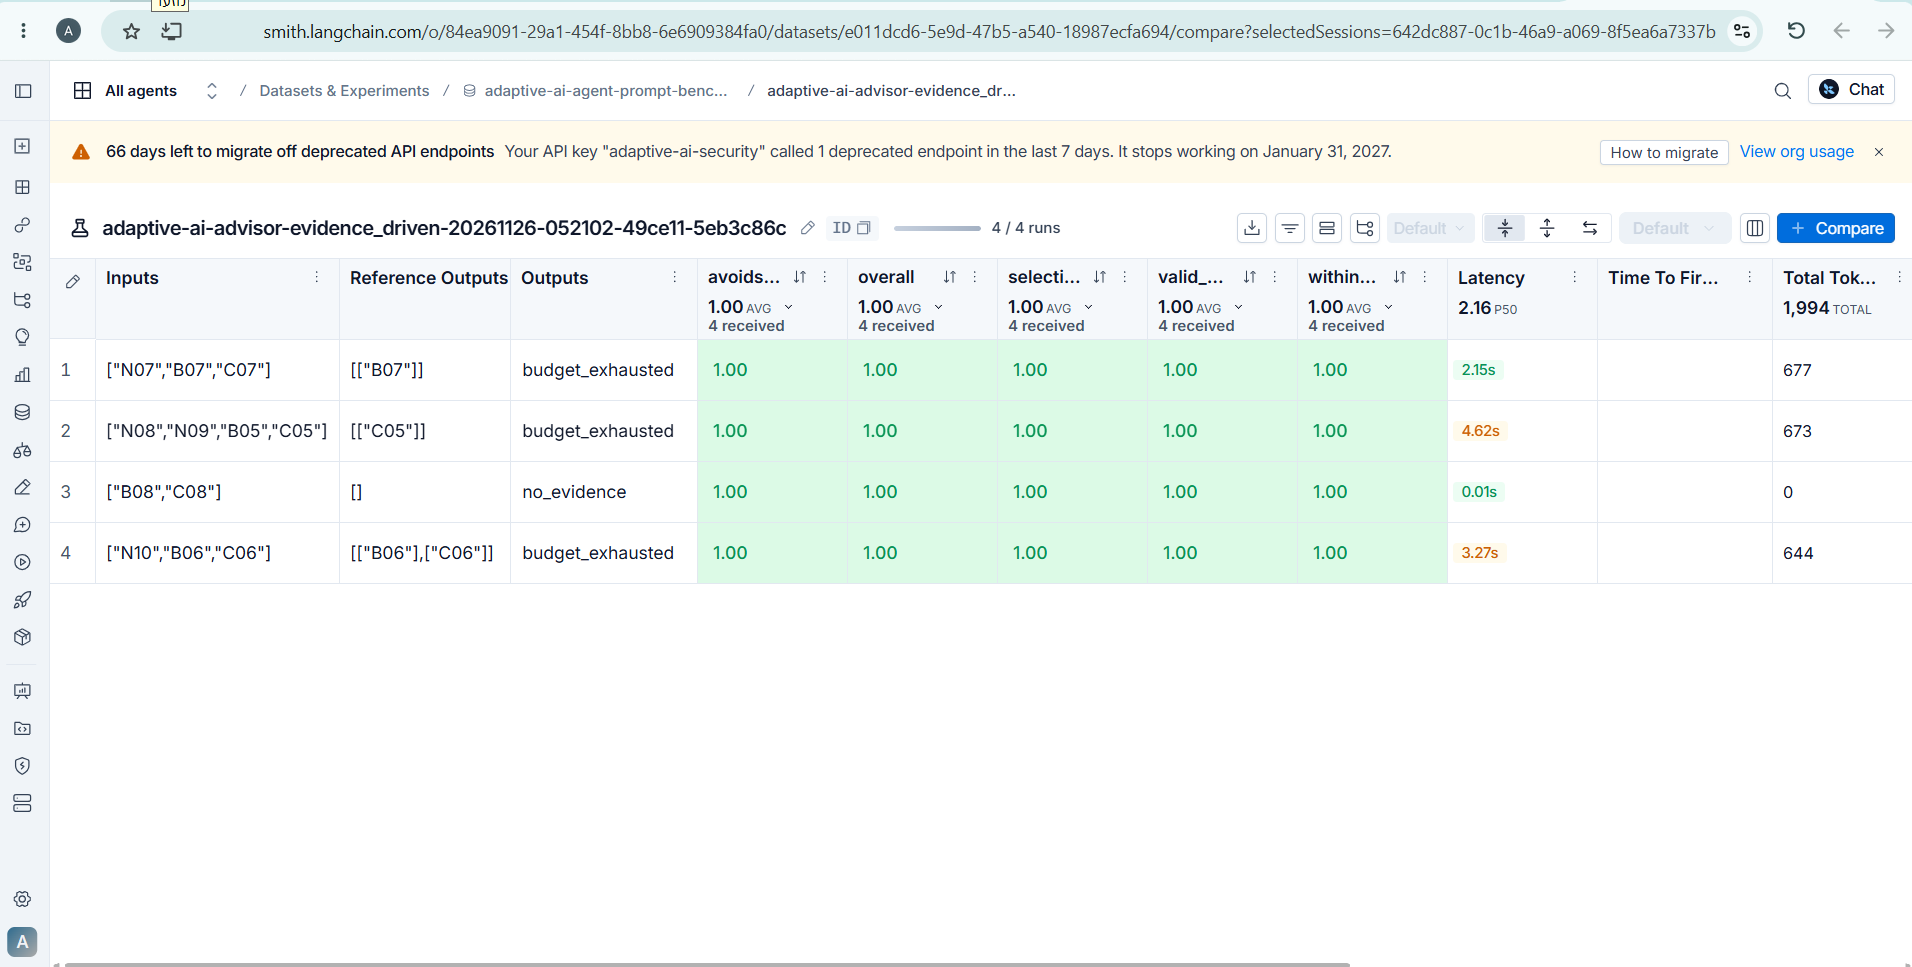 A
smith.langchain.com/o/84ea9091-29a1-454f-8bb8-6e6909384fa0/datasets/e011dcd6-5e9d-47b5-a540-18987ecfa694/compare?selectedSessions=642dc887-0c1b-46a9-a069-8f5ea6a7337b
All agents / Datasets & Experiments / adaptive-ai-agent-prompt-benc... / adaptive-ai-advisor-evidence_dr... Chat
66 days left to migrate off deprecated API endpoints Your API key "adaptive-ai-security" called 1 deprecated endpoint in the last 7 days. It stops working on January 31, 2027. How to migrate View org usage
adaptive-ai-advisor-evidence_driven-20261126-052102-49ce11-5eb3c86c ID 4 / 4 runs Default Default + Compare
Inputs Reference Outputs Outputs avoids... overall selecti... valid_... within... Latency Time To Fir... Total Tok...
1.00 AVG 1.00 AVG 1.00 AVG 1.00 AVG 1.00 AVG 2.16 P50 1,994 TOTAL
4 received 4 received 4 received 4 received 4 received
1 ["N07","B07","C07"] [["B07"]] budget_exhausted 1.00 1.00 1.00 1.00 1.00 2.15s 677
2 ["N08","N09","B05","C05"] [["C05"]] budget_exhausted 1.00 1.00 1.00 1.00 1.00 4.62s 673
3 ["B08","C08"] [] no_evidence 1.00 1.00 1.00 1.00 1.00 0.01s 0
4 ["N10","B06","C06"] [["B06"],["C06"]] budget_exhausted 1.00 1.00 1.00 1.00 1.00 3.27s 644
A